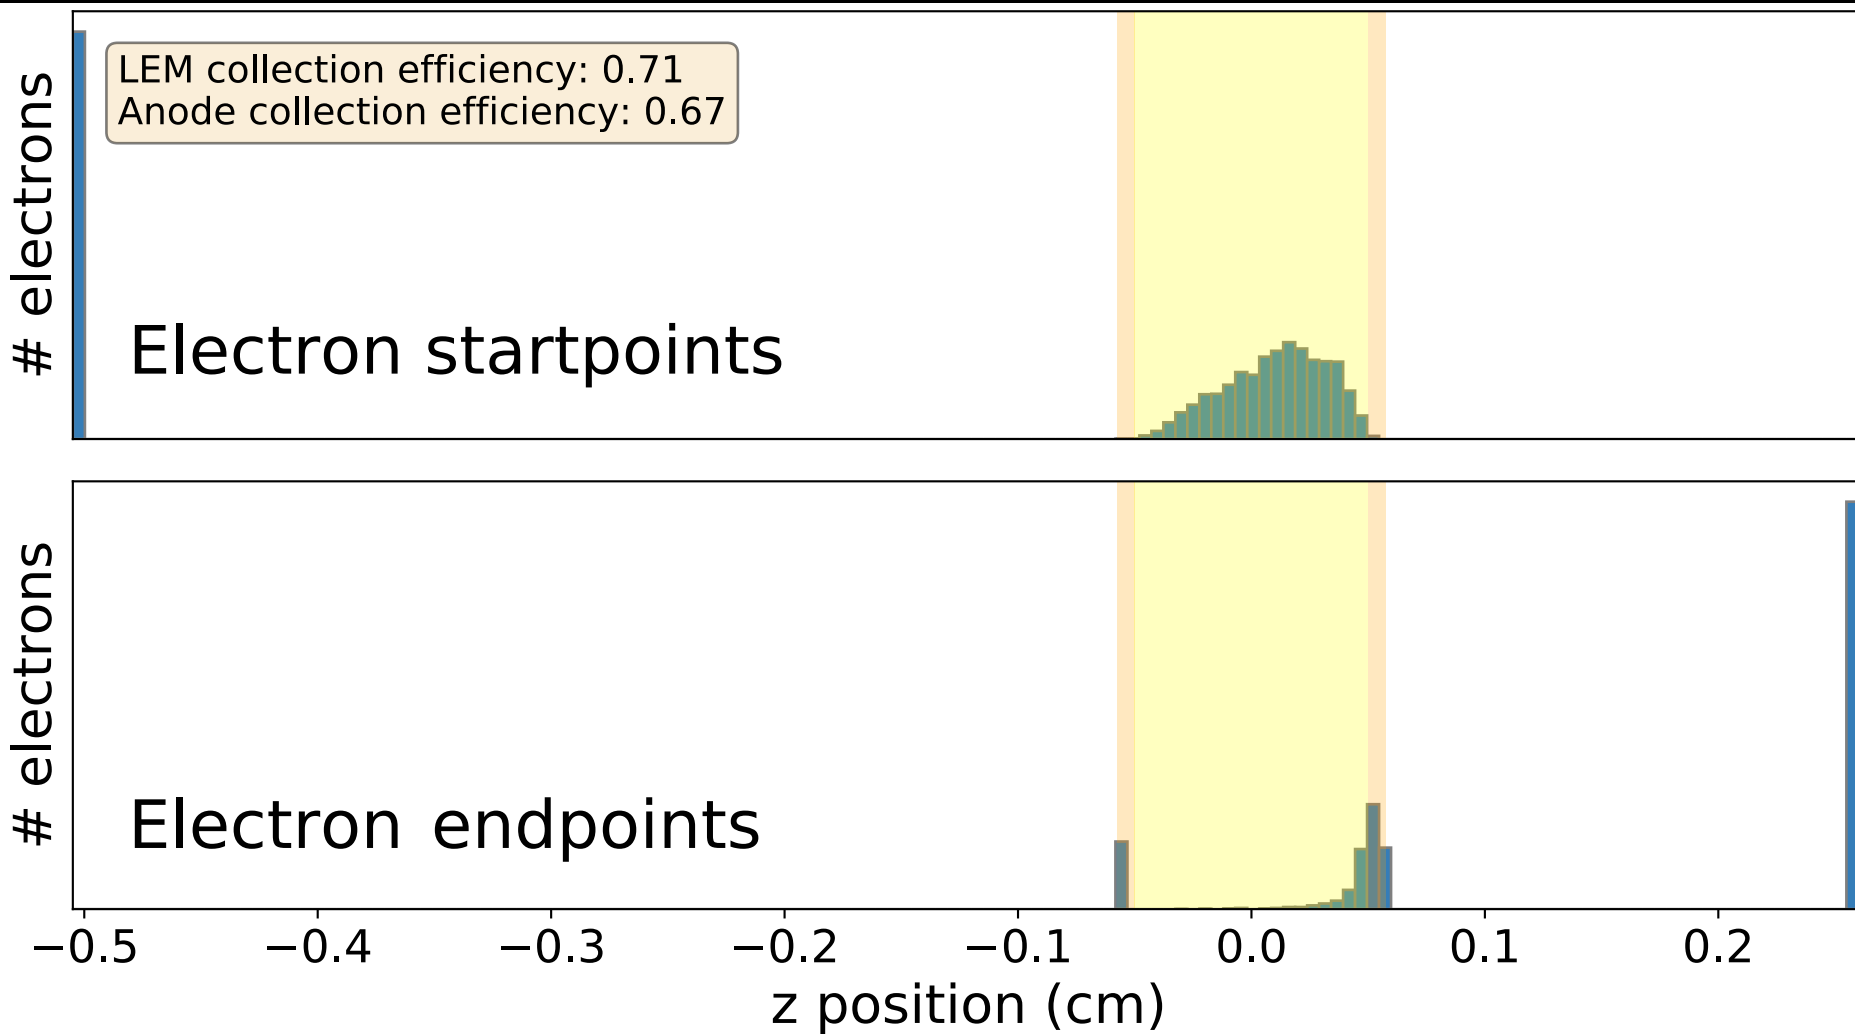 # electrons
LEM collection efficiency: 0.71
Anode collection efficiency: 0.67
Electron startpoints
# electrons
Electron endpoints
−0.5 −0.4 −0.3 −0.2 −0.1 0.0 0.1 0.2
z position (cm)